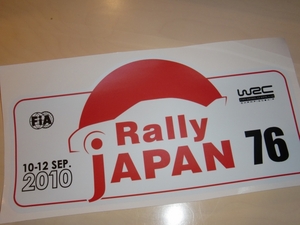 FIA
WRC
Rally
JAPAN
76
10-12 SEP.
2010